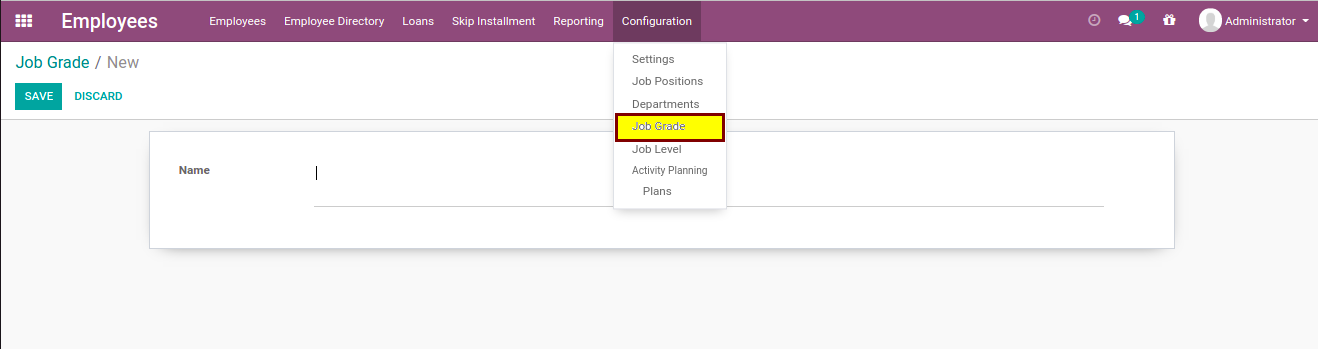 Employees Employees Employee Directory Loans Skip Installment Reporting Configuration 1 Administrator
Job Grade / New
SAVE DISCARD
Settings
Job Positions
Departments
Job Grade
Job Level
Activity Planning
Plans
Name